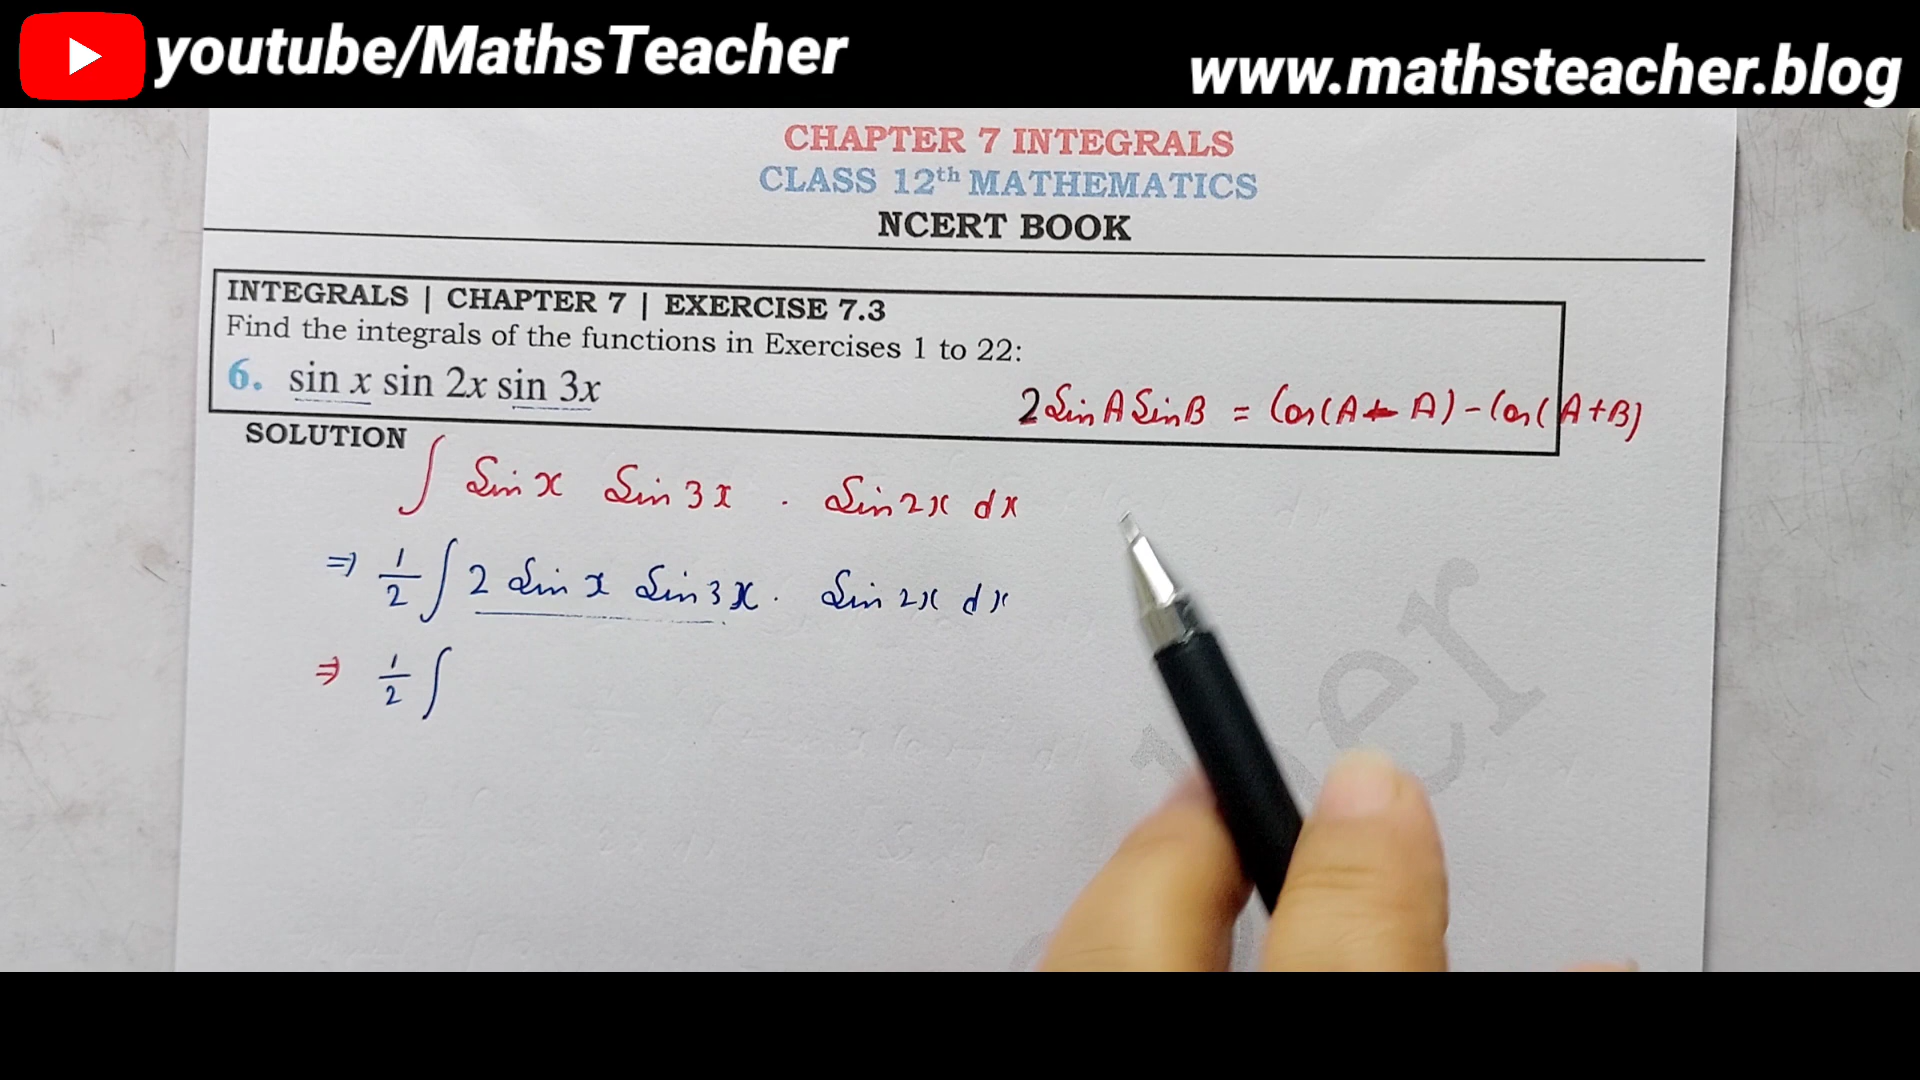 youtube/MathsTeacher
www.mathsteacher.blog
CHAPTER 7 INTEGRALS
CLASS 12th MATHEMATICS
NCERT BOOK
INTEGRALS | CHAPTER 7 | EXERCISE 7.3
Find the integrals of the functions in Exercises 1 to 22:
6. sin x sin 2x sin 3x
2 Sin A Sin B = Cos(A - A) - Cos(A+B)
SOLUTION
∫ Sin x Sin 3x . Sin 2x dx
⇒ 1/2 ∫ 2 Sin x Sin 3x . Sin 2x dx
⇒ 1/2 ∫